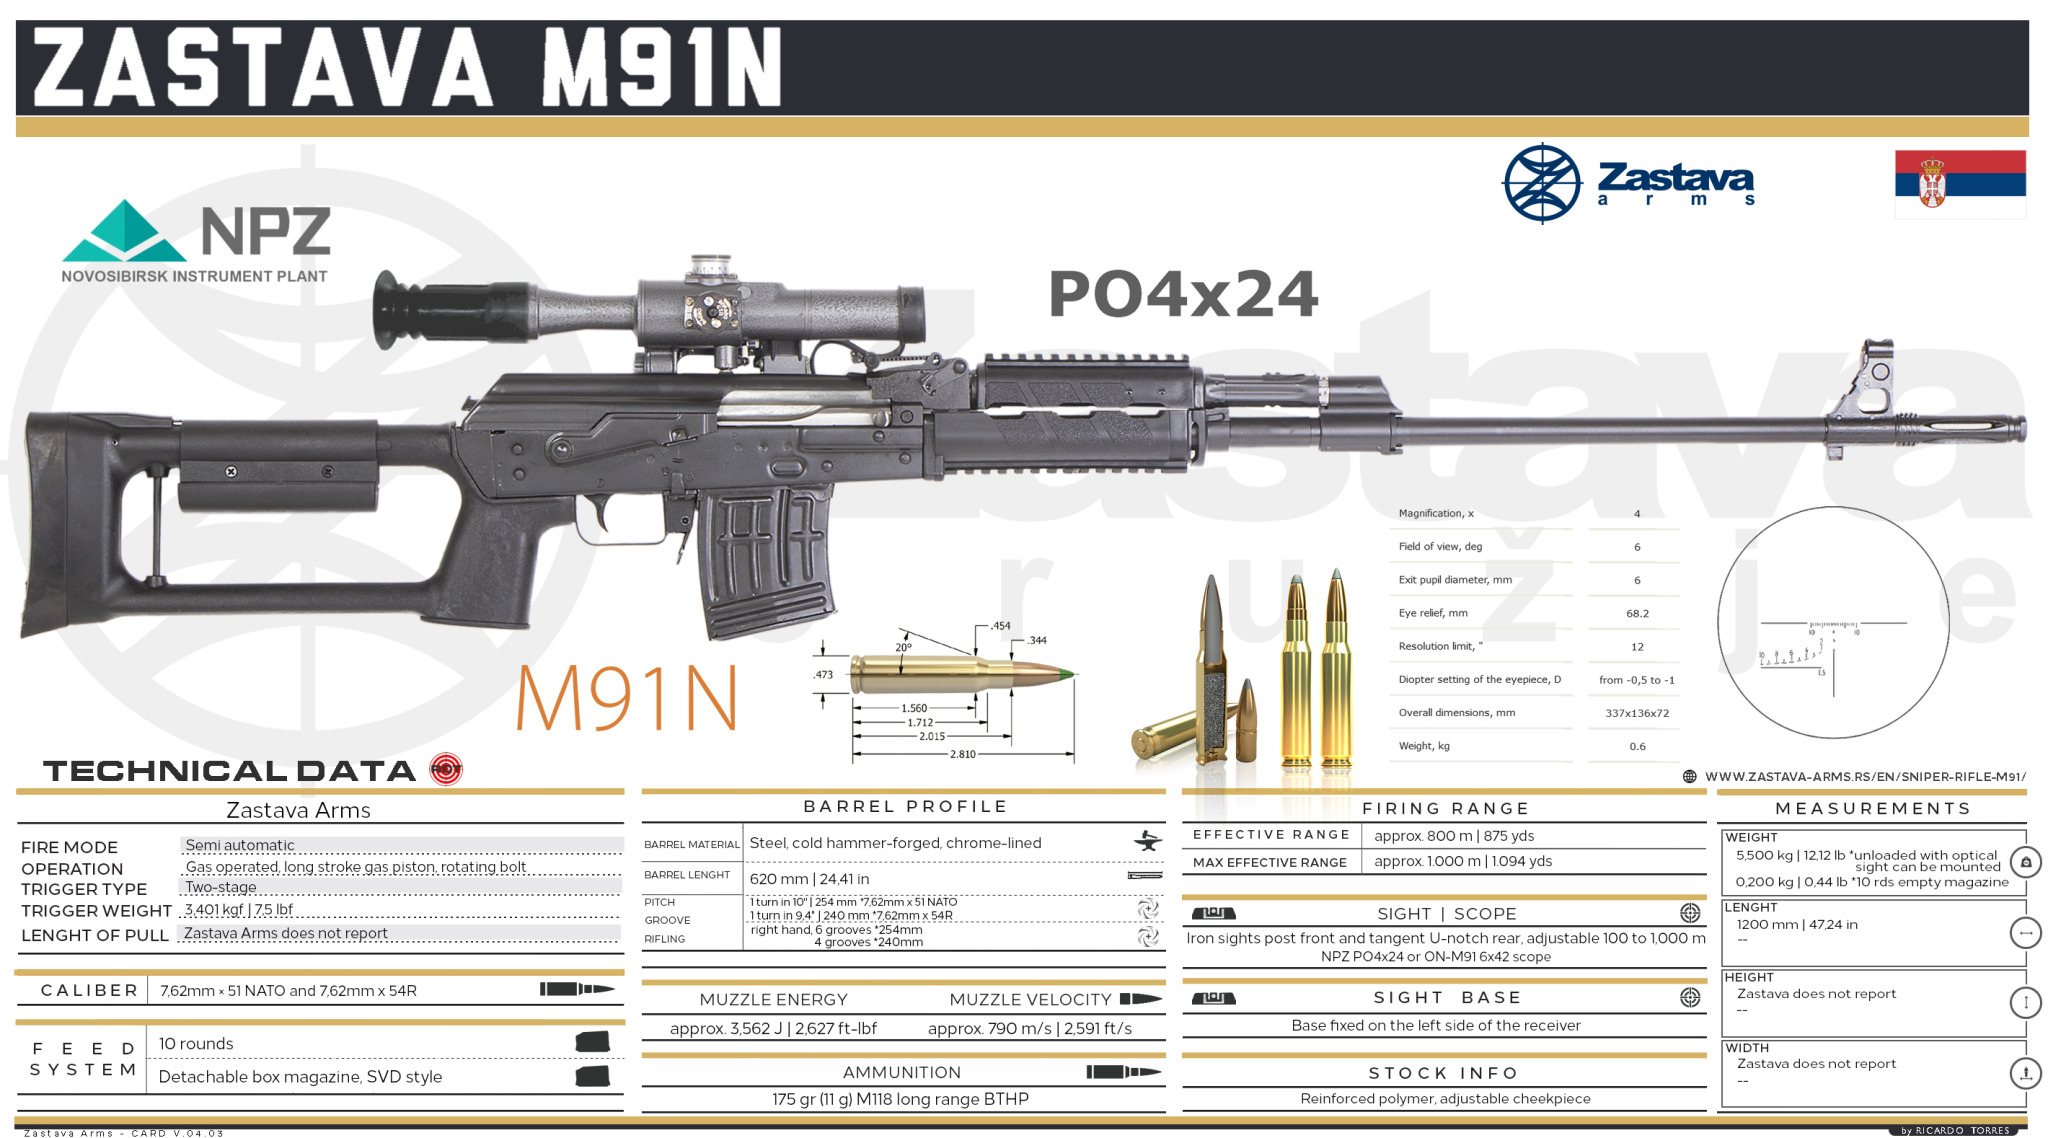 ZASTAVA M91N
Zastava
arms
NPZ
NOVOSIBIRSK INSTRUMENT PLANT
PO4x24
Zastava
oružje
Magnification, x 4
Field of view, deg 6
Exit pupil diameter, mm 6
Eye relief, mm 68.2
Resolution limit, " 12
Diopter setting of the eyepiece, D from -0,5 to -1
Overall dimensions, mm 337x136x72
Weight, kg 0.6
10 10
10 8 6 4 2
1,5
M91N
.454
.344
20°
.473
1.560
1.712
2.015
2.810
TECHNICAL DATA
WWW.ZASTAVA-ARMS.RS/EN/SNIPER-RIFLE-M91/
Zastava Arms
FIRE MODE Semi automatic
OPERATION Gas operated, long stroke gas piston, rotating bolt
TRIGGER TYPE Two-stage
TRIGGER WEIGHT 3,401 kgf | 7,5 lbf
LENGHT OF PULL Zastava Arms does not report
CALIBER 7,62mm × 51 NATO and 7,62mm x 54R
FEED
SYSTEM
10 rounds
Detachable box magazine, SVD style
BARREL PROFILE
BARREL MATERIAL Steel, cold hammer-forged, chrome-lined
BARREL LENGHT 620 mm | 24,41 in
PITCH
GROOVE
RIFLING
1 turn in 10" | 254 mm *7,62mm x 51 NATO
1 turn in 9,4" | 240 mm *7,62mm x 54R
right hand, 6 grooves *254mm
4 grooves *240mm
MUZZLE ENERGY MUZZLE VELOCITY
approx. 3,562 J | 2,627 ft-lbf approx. 790 m/s | 2,591 ft/s
AMMUNITION
175 gr (11 g) M118 long range BTHP
FIRING RANGE
EFFECTIVE RANGE approx. 800 m | 875 yds
MAX EFFECTIVE RANGE approx. 1.000 m | 1.094 yds
SIGHT | SCOPE
Iron sights post front and tangent U-notch rear, adjustable 100 to 1,000 m
NPZ PO4x24 or ON-M91 6x42 scope
SIGHT BASE
Base fixed on the left side of the receiver
STOCK INFO
Reinforced polymer, adjustable cheekpiece
MEASUREMENTS
WEIGHT
5,500 kg | 12,12 lb *unloaded with optical
sight can be mounted
0,200 kg | 0,44 lb *10 rds empty magazine
LENGHT
1200 mm | 47,24 in
--
HEIGHT
Zastava does not report
--
WIDTH
Zastava does not report
--
Zastava Arms - CARD V.04.03
by RICARDO TORRES